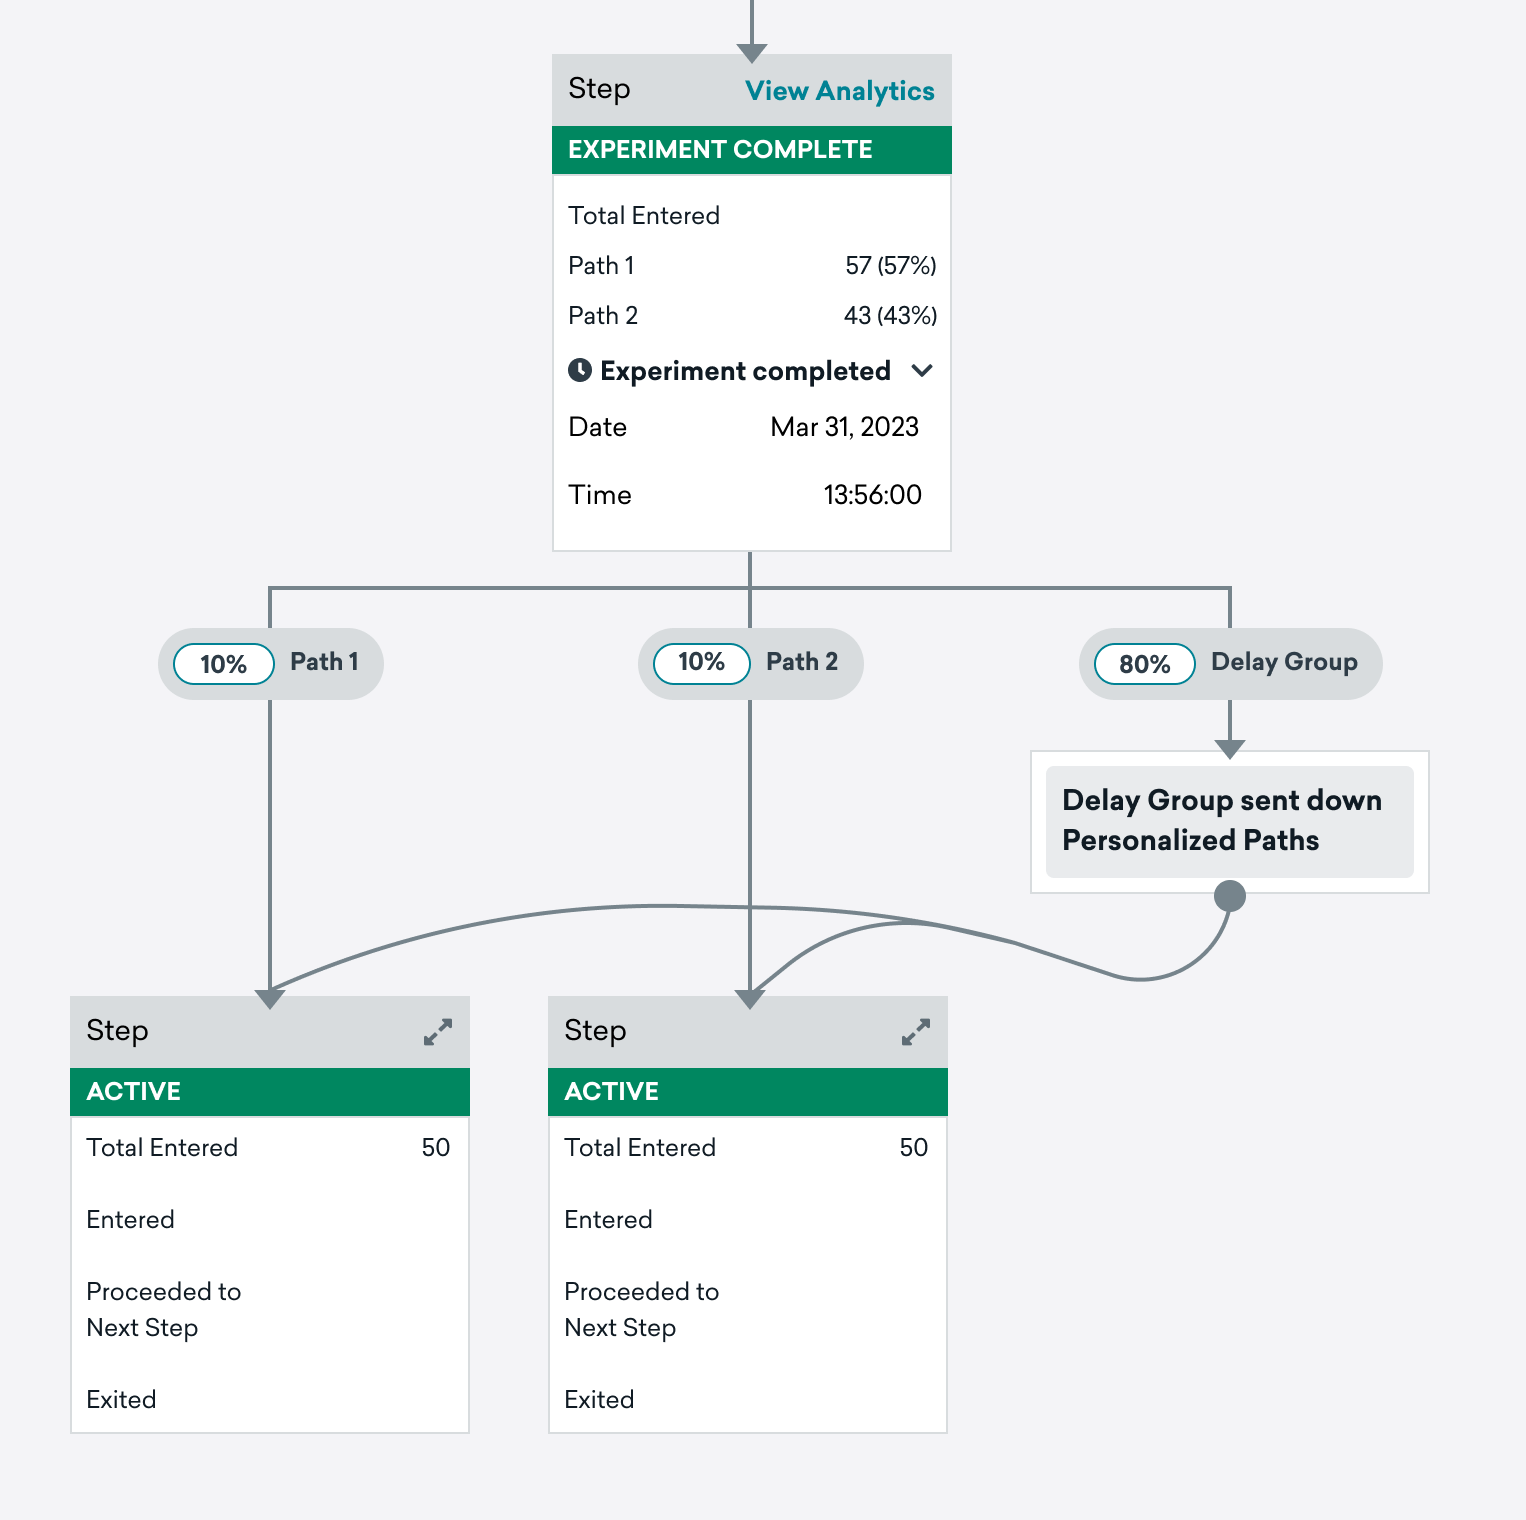 Step View Analytics
EXPERIMENT COMPLETE
Total Entered
Path 1 57 (57%)
Path 2 43 (43%)
Experiment completed
Date Mar 31, 2023
Time 13:56:00
10% Path 1
10% Path 2
80% Delay Group
Delay Group sent down
Personalized Paths
Step
ACTIVE
Total Entered 50
Entered
Proceeded to
Next Step
Exited
Step
ACTIVE
Total Entered 50
Entered
Proceeded to
Next Step
Exited